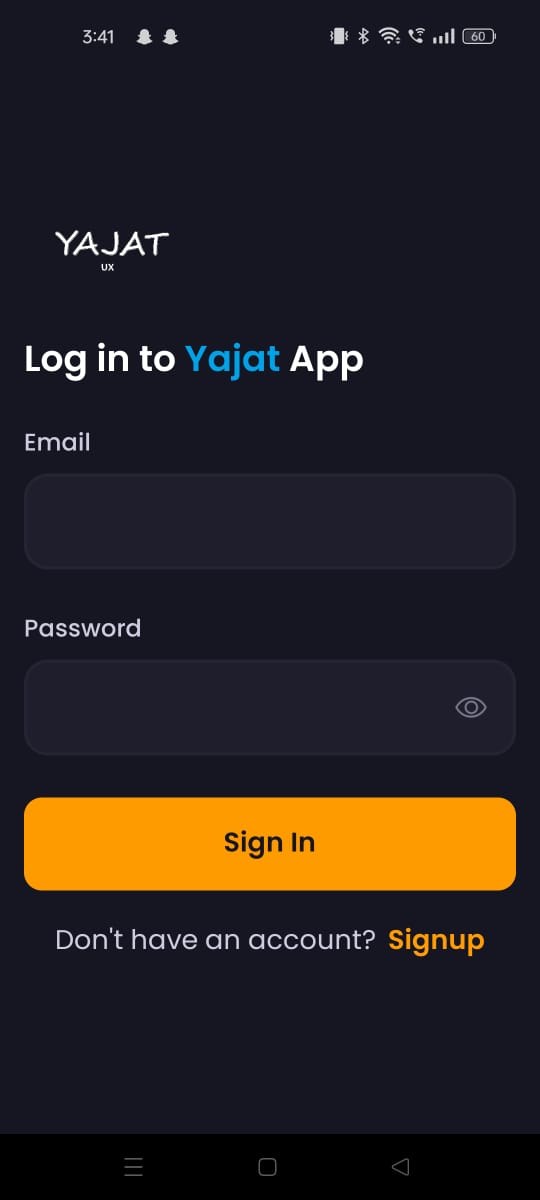 3:41 60
YAJAT
UX
Log in to Yajat App
Email
Password
Sign In
Don't have an account? Signup